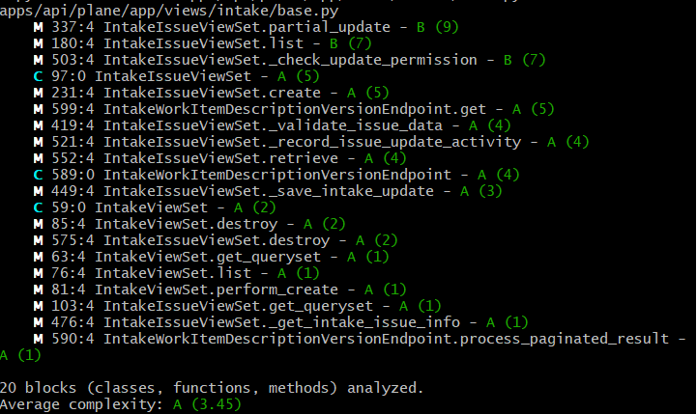 apps/api/plane/app/views/intake/base.py
M 337:4 IntakeIssueViewSet.partial_update - B (9)
M 180:4 IntakeIssueViewSet.list - B (7)
M 503:4 IntakeIssueViewSet._check_update_permission - B (7)
C 97:0 IntakeIssueViewSet - A (5)
M 231:4 IntakeIssueViewSet.create - A (5)
M 599:4 IntakeWorkItemDescriptionVersionEndpoint.get - A (5)
M 419:4 IntakeIssueViewSet._validate_issue_data - A (4)
M 521:4 IntakeIssueViewSet._record_issue_update_activity - A (4)
M 552:4 IntakeIssueViewSet.retrieve - A (4)
C 589:0 IntakeWorkItemDescriptionVersionEndpoint - A (4)
M 449:4 IntakeIssueViewSet._save_intake_update - A (3)
C 59:0 IntakeViewSet - A (2)
M 85:4 IntakeViewSet.destroy - A (2)
M 575:4 IntakeIssueViewSet.destroy - A (2)
M 63:4 IntakeViewSet.get_queryset - A (1)
M 76:4 IntakeViewSet.list - A (1)
M 81:4 IntakeViewSet.perform_create - A (1)
M 103:4 IntakeIssueViewSet.get_queryset - A (1)
M 476:4 IntakeIssueViewSet._get_intake_issue_info - A (1)
M 590:4 IntakeWorkItemDescriptionVersionEndpoint.process_paginated_result -
A (1)
20 blocks (classes, functions, methods) analyzed.
Average complexity: A (3.45)